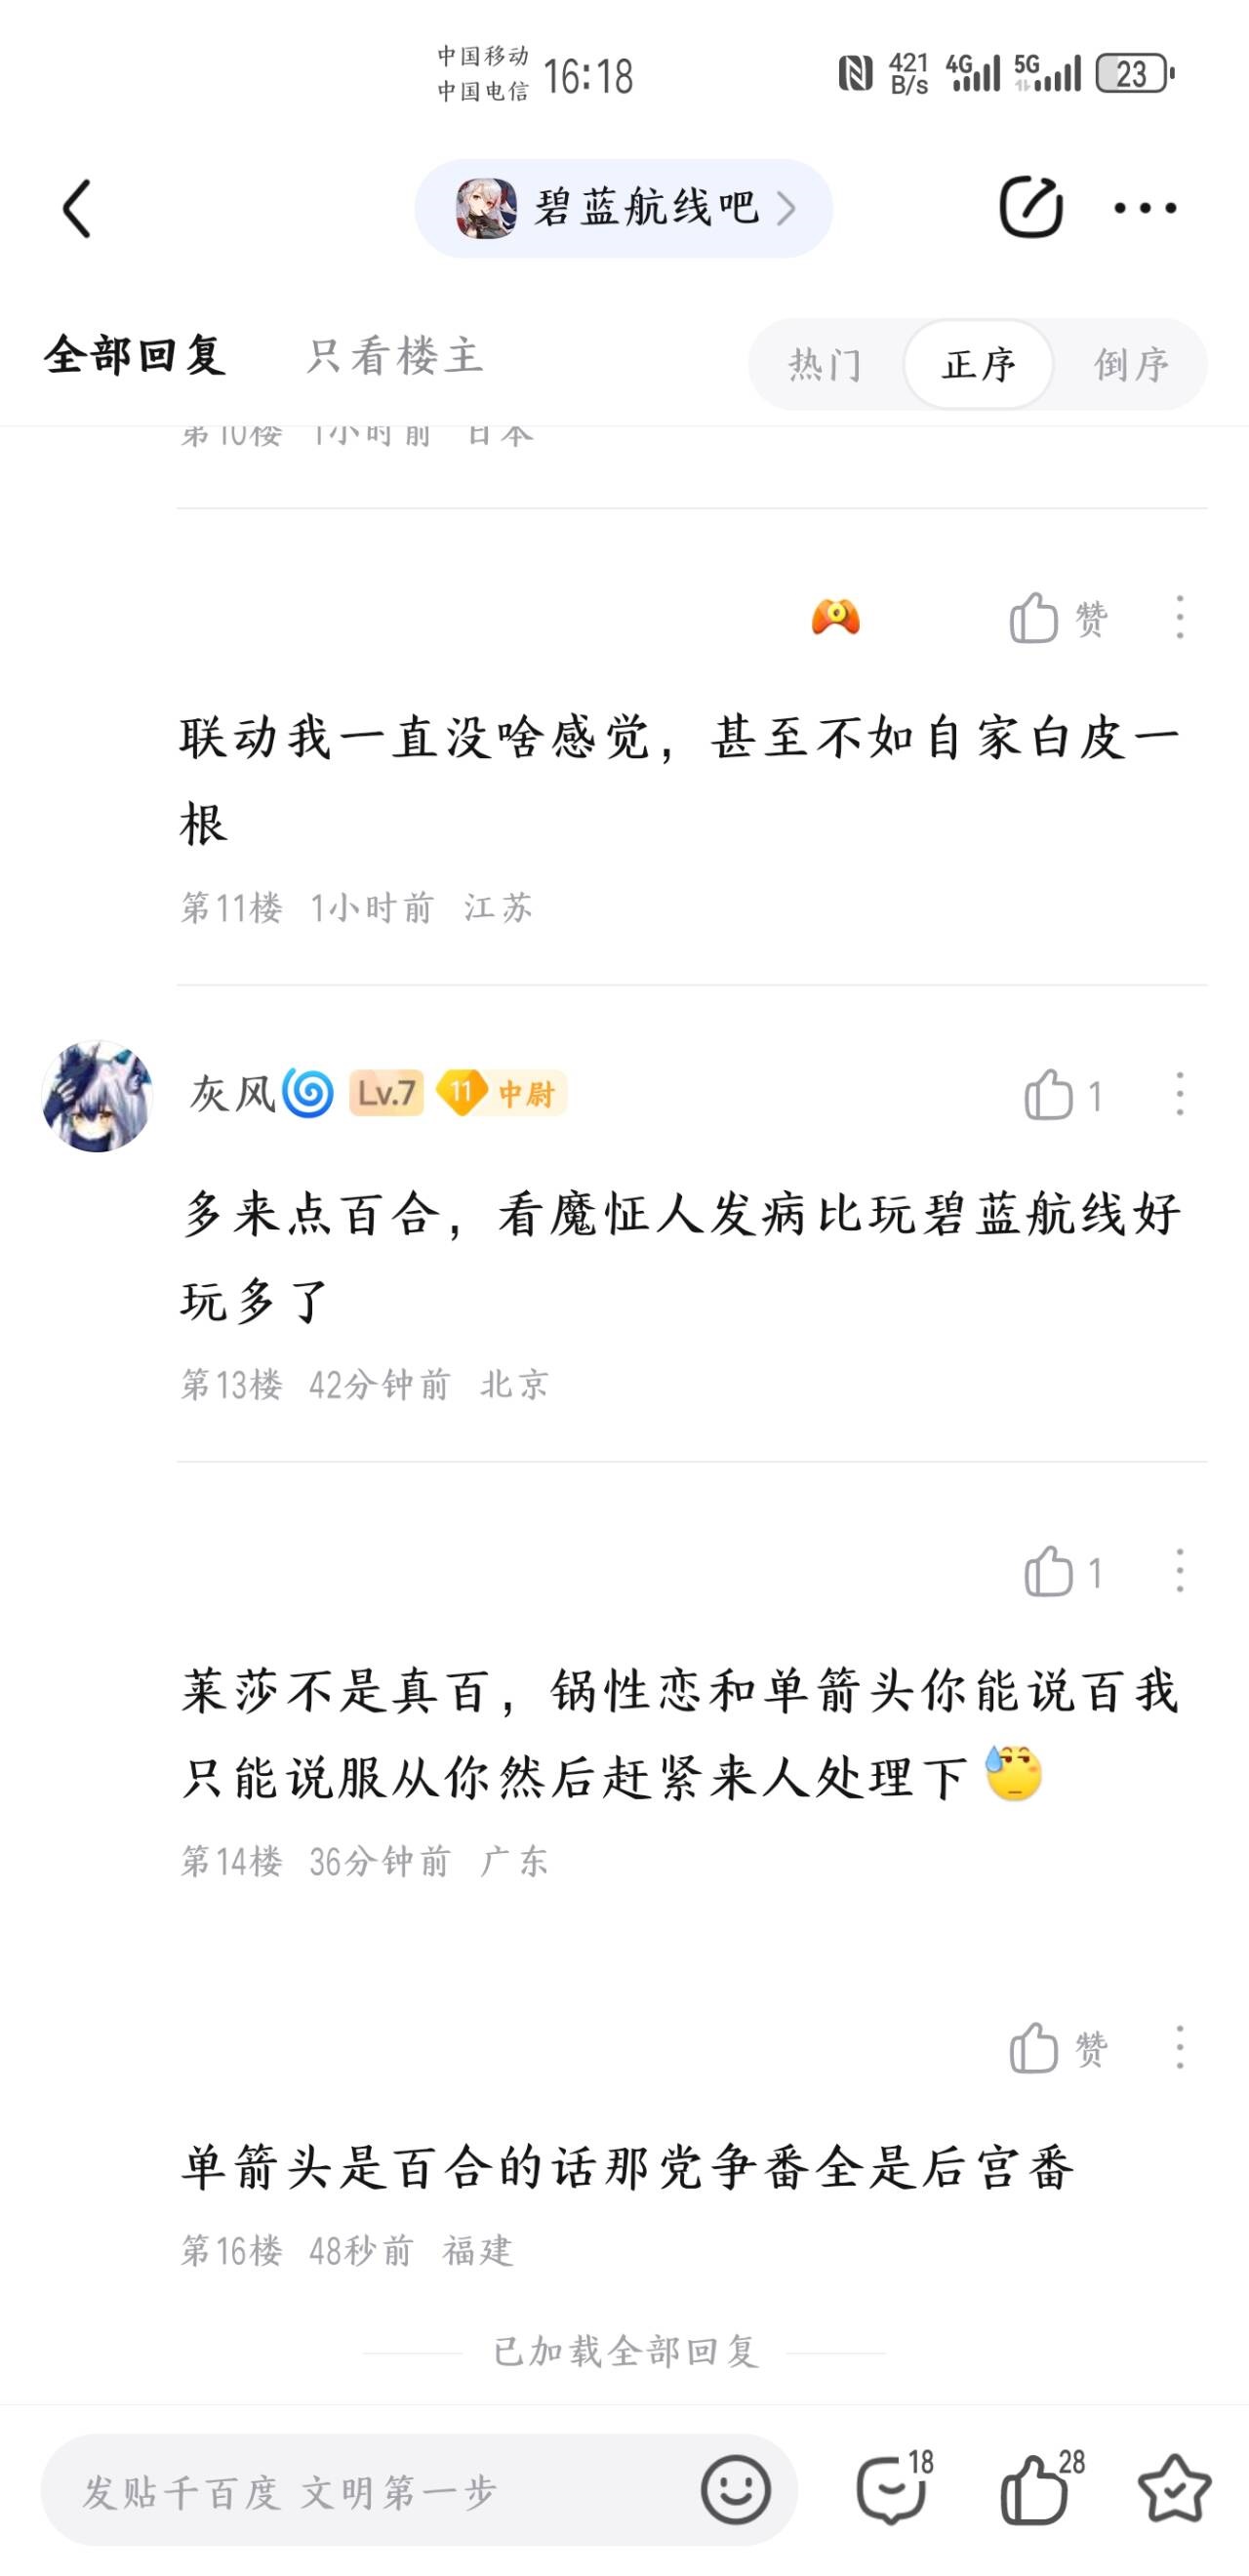 中国移动
中国电信
16:18
421
B/s
4G
5G
23
碧蓝航线吧
全部回复 只看楼主
热门 正序 倒序
第10楼 1小时前 日本
赞
联动我一直没啥感觉，甚至不如自家白皮一
根
第11楼 1小时前 江苏
灰风 Lv.7 11 中尉
1
多来点百合，看魔怔人发病比玩碧蓝航线好
玩多了
第13楼 42分钟前 北京
1
莱莎不是真百，锅性恋和单箭头你能说百我
只能说服从你然后赶紧来人处理下
第14楼 36分钟前 广东
赞
单箭头是百合的话那党争番全是后宫番
第16楼 48秒前 福建
已加载全部回复
发贴千百度 文明第一步
18
28